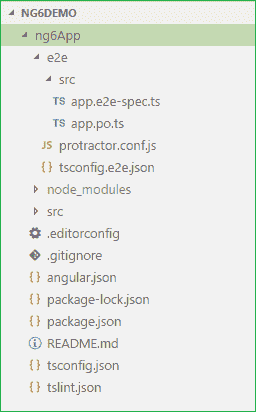 NG6DEMO
ng6App
e2e
src
TS app.e2e-spec.ts
TS app.po.ts
protractor.conf.js
{ } tsconfig.e2e.json
node_modules
src
.editorconfig
.gitignore
{ } angular.json
{ } package-lock.json
{ } package.json
README.md
{ } tsconfig.json
{ } tslint.json